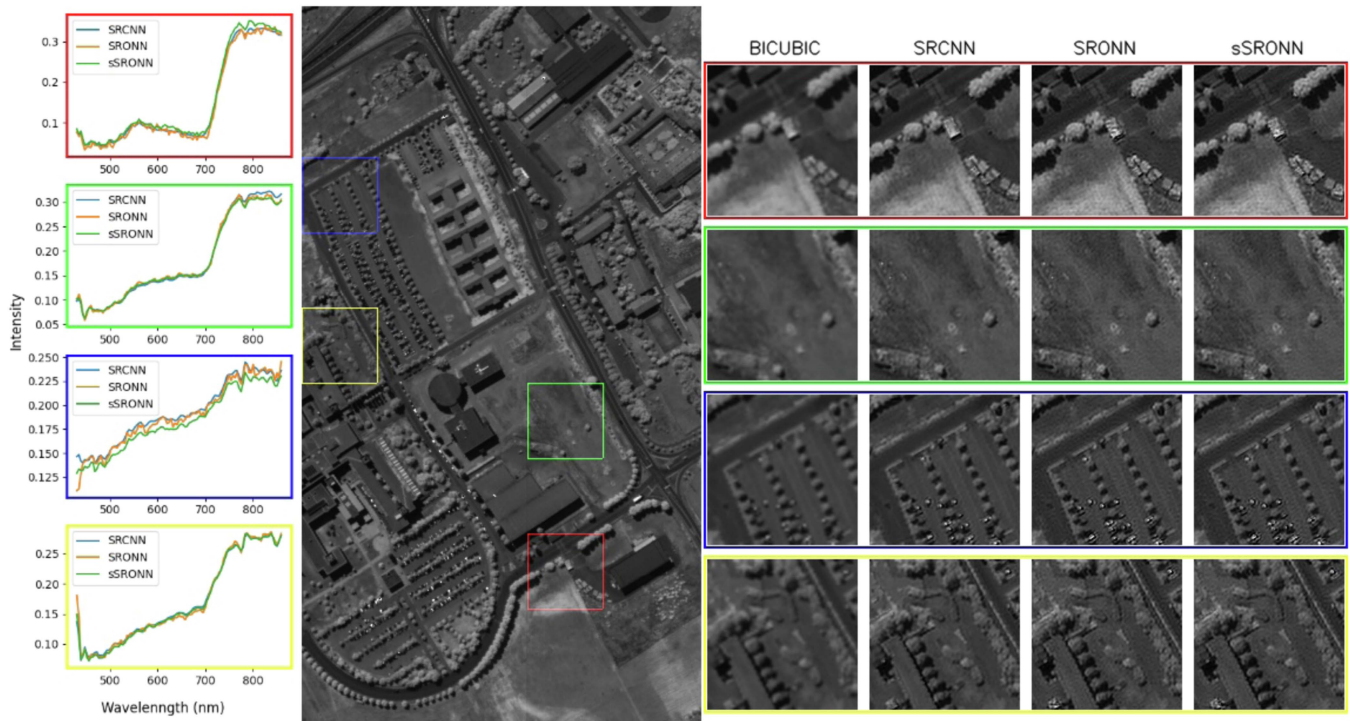 BICUBIC SRCNN SRONN sSRONN
SRCNN
SRONN
sSRONN
0.3
0.2
0.1
500 600 700 800
SRCNN
SRONN
sSRONN
0.30
0.25
0.20
0.15
0.10
0.05
500 600 700 800
Intensity
SRCNN
SRONN
sSRONN
0.250
0.225
0.200
0.175
0.150
0.125
500 600 700 800
SRCNN
SRONN
sSRONN
0.25
0.20
0.15
0.10
500 600 700 800
Wavelenngth (nm)